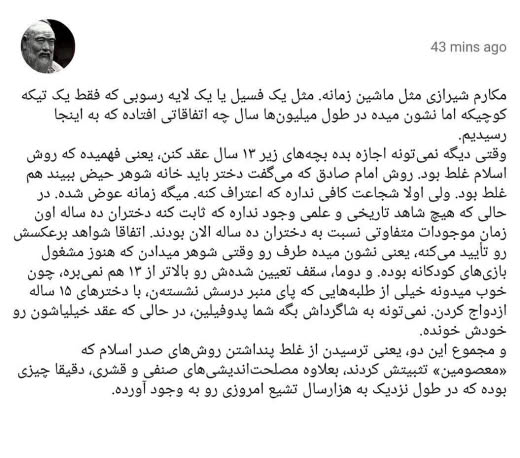 43 mins ago
مکارم شیرازی مثل ماشین زمانه. مثل یک فسیل یا یک لایه رسوبی که فقط یک تیکه
کوچیکه اما نشون میده در طول میلیون‌ها سال چه اتفاقاتی افتاده که به اینجا
رسیدیم.
وقتی دیگه نمی‌تونه اجازه بده بچه‌های زیر ۱۳ سال عقد کنن، یعنی فهمیده که روش
اسلام غلط بود. روش امام صادق که می‌گفت دختر باید خانه شوهر حیض ببیند هم
غلط بود. ولی اولا شجاعت کافی نداره که اعتراف کنه. میگه زمانه عوض شده. در
حالی که هیچ شاهد تاریخی و علمی وجود نداره که ثابت کنه دختران ده ساله اون
زمان موجودات متفاوتی نسبت به دختران ده ساله الان بودند. اتفاقا شواهد برعکسش
رو تأیید می‌کنه، یعنی نشون میده طرف رو وقتی شوهر میدادن که هنوز مشغول
بازی‌های کودکانه بوده. و دوما، سقف تعیین شده‌ش رو بالاتر از ۱۳ هم نمی‌بره، چون
خوب میدونه خیلی از طلبه‌هایی که پای منبر درسش نشسته‌ن، با دخترهای ۱۵ ساله
ازدواج کردن. نمی‌تونه به شاگرداش بگه شما پدوفیلین، در حالی که عقد خیلیاشون رو
خودش خونده.
و مجموع این دو، یعنی ترسیدن از غلط پنداشتن روش‌های صدر اسلام که
«معصومین» تثبیتش کردند، بعلاوه مصلحت‌اندیشی‌های صنفی و قشری، دقیقا چیزی
بوده که در طول نزدیک به هزارسال تشیع امروزی رو به وجود آورده.